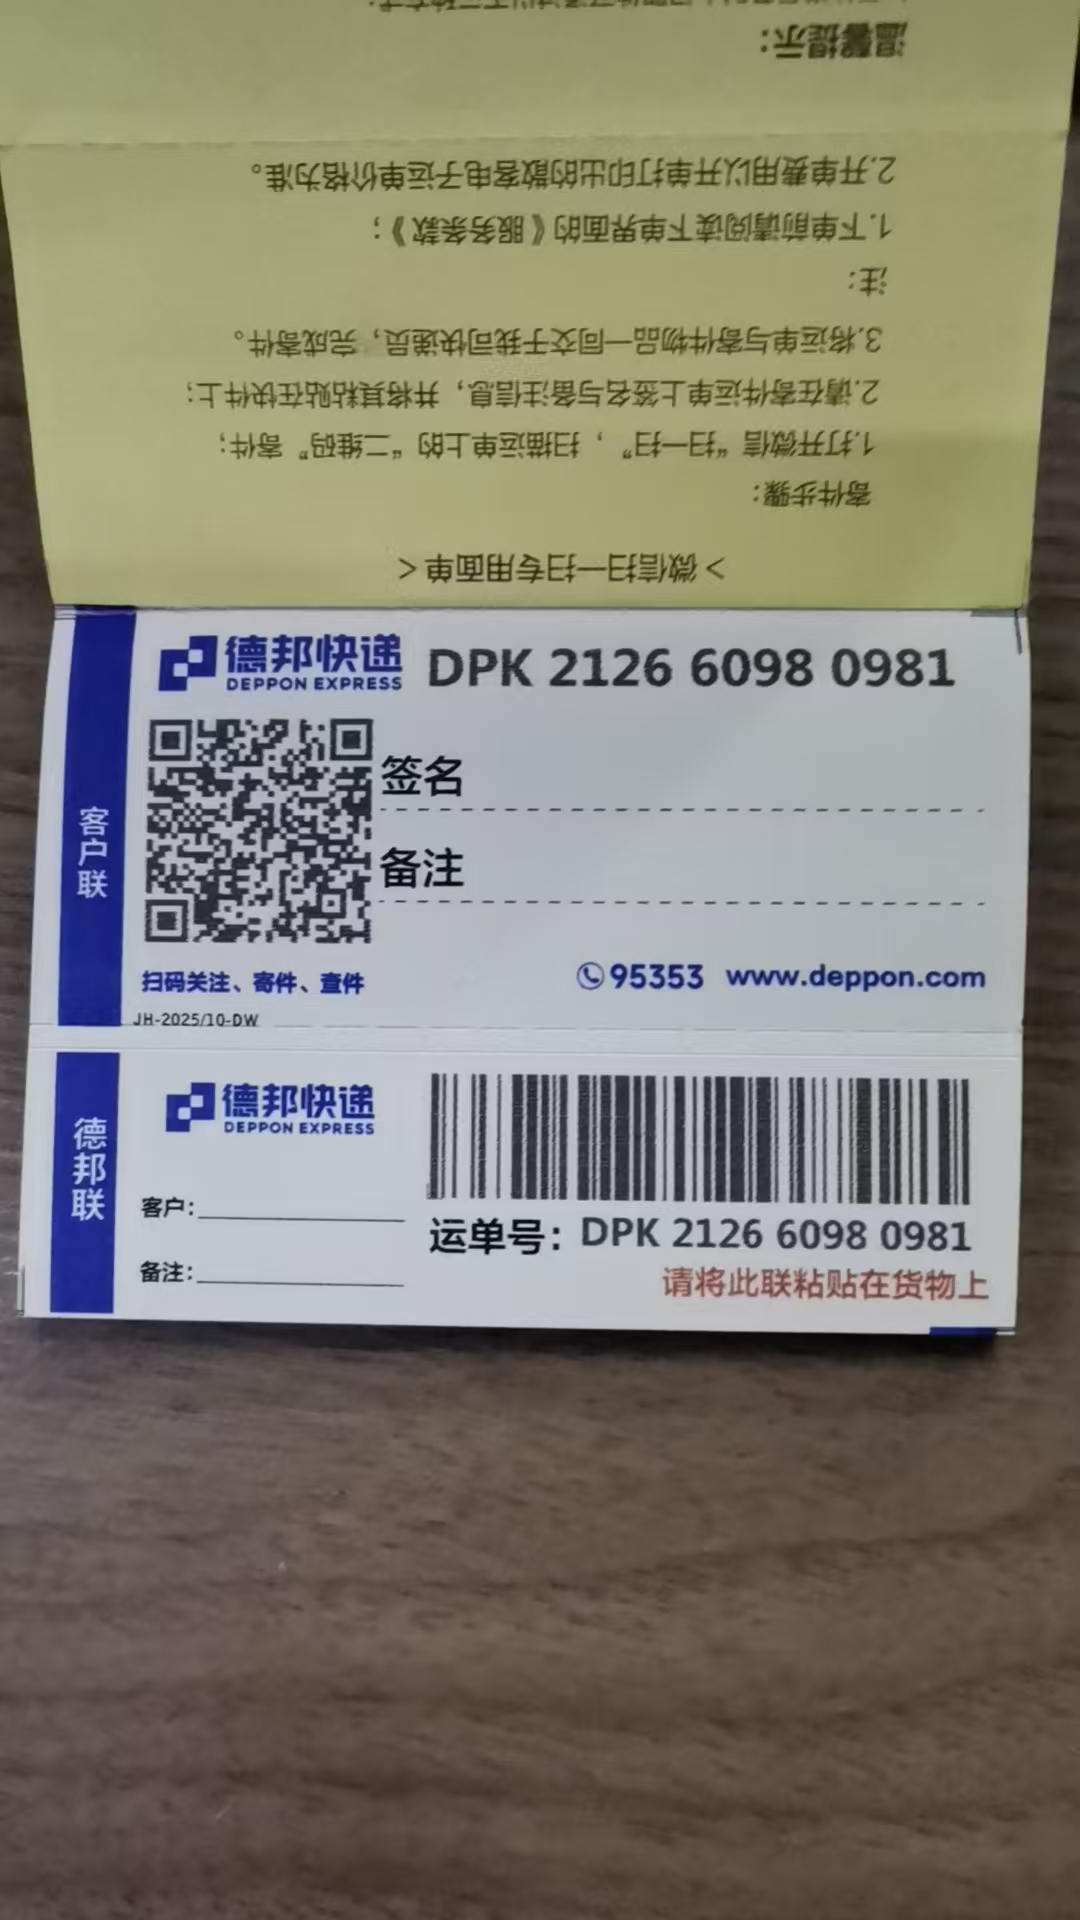 温馨提示：
2.开单费用以开单打印出的散客电子运单价格为准。
1.下单前请阅读下单界面的《服务条款》；
注：
3.将运单与寄件物品一同交于我司快递员，完成寄件。
2.请在寄件运单上签名与备注信息，并将其粘贴在快件上；
1.打开微信“扫一扫”，扫描运单上的“二维码”寄件；
寄件步骤：
＞微信扫一扫专用面单＜
德邦快递 DPK 2126 6098 0981
DEPPON EXPRESS
签名
客户联
备注
扫码关注、寄件、查件 95353 www.deppon.com
JH-2025/10-DW
德邦快递
DEPPON EXPRESS
德邦联
客户：
运单号：DPK 2126 6098 0981
备注：
请将此联粘贴在货物上